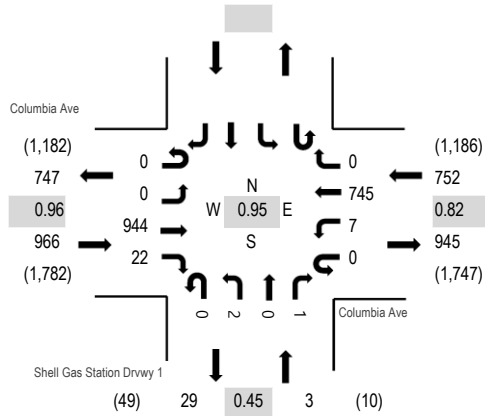 Columbia Ave
(1,182)
747
0.96
966
(1,782)
0
0
944
22
N
W 0.95 E
S
0
745
7
0
(1,186)
752
0.82
945
(1,747)
0 2 0 1
Columbia Ave
Shell Gas Station Drvwy 1
(49) 29 0.45 3 (10)